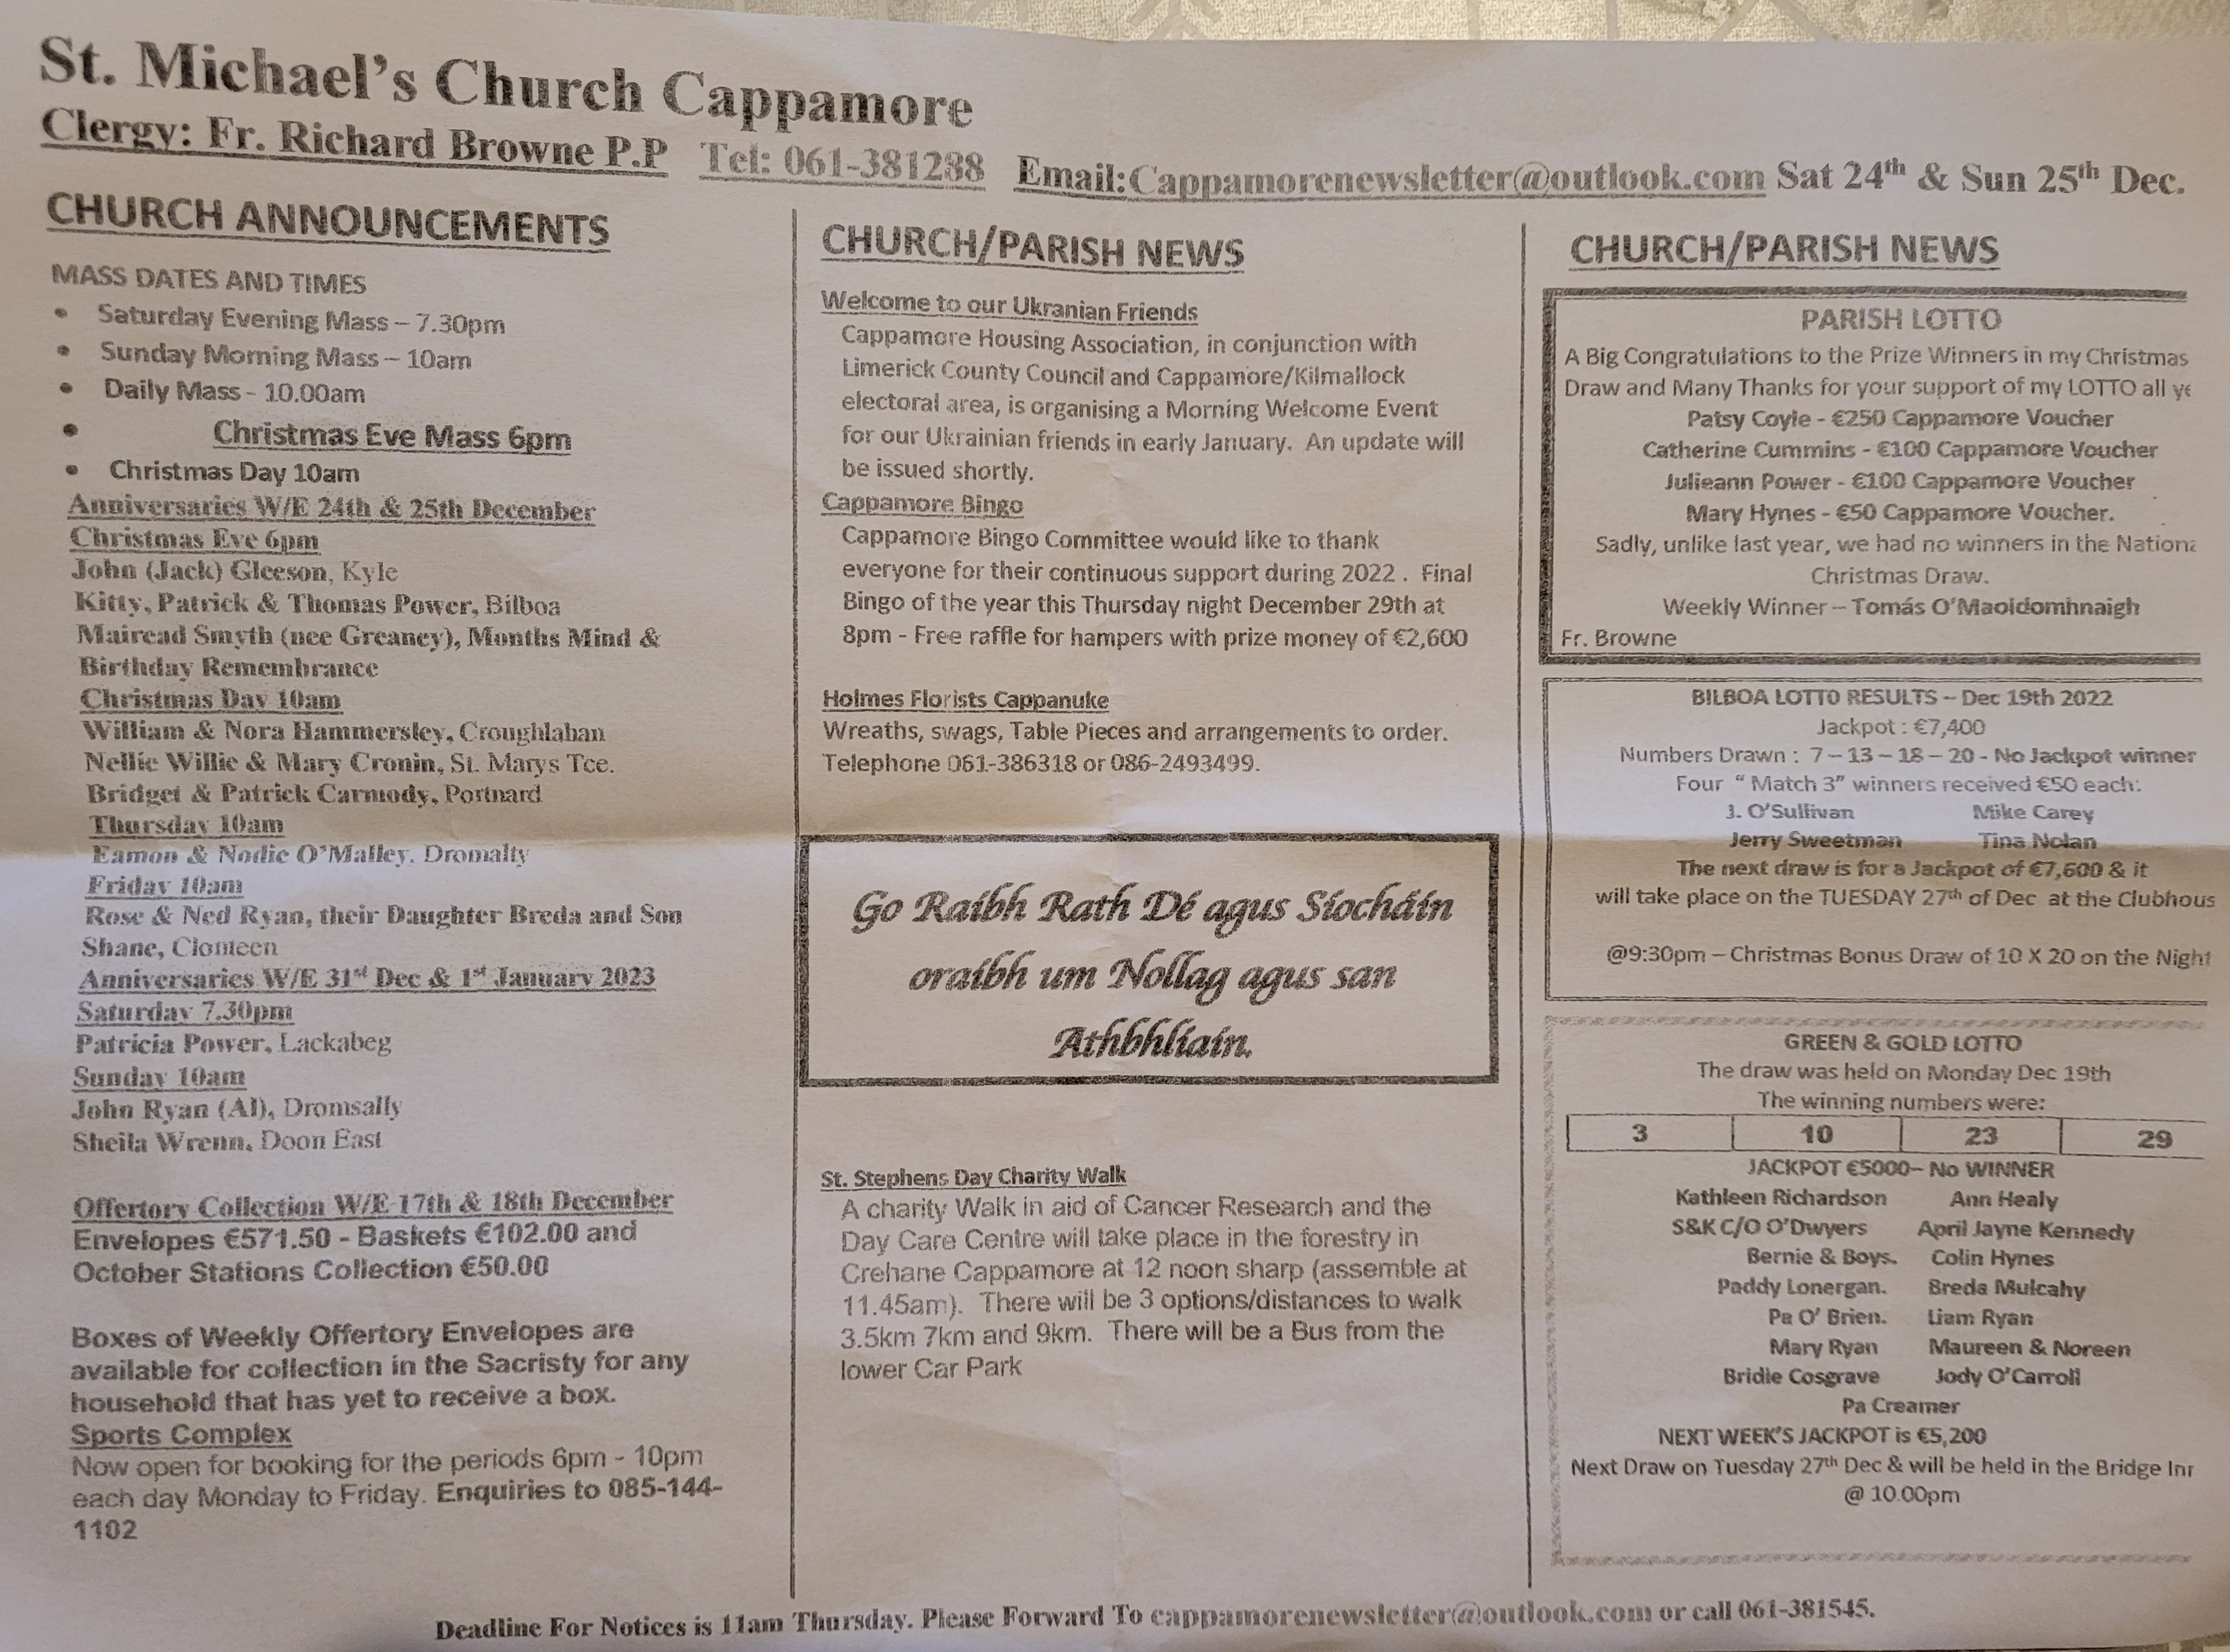 St. Michael's Church Cappamore
Clergy: Fr. Richard Browne P.P Tel: 061-381288 Email:Cappamorenewsletter@outlook.com Sat 24th & Sun 25th Dec.
CHURCH ANNOUNCEMENTS
MASS DATES AND TIMES
• Saturday Evening Mass – 7.30pm
• Sunday Morning Mass – 10am
• Daily Mass - 10.00am
• Christmas Eve Mass 6pm
• Christmas Day 10am
Anniversaries W/E 24th & 25th December
Christmas Eve 6pm
John (Jack) Gleeson, Kyle
Kitty, Patrick & Thomas Power, Bilboa
Mairead Smyth (nee Greaney), Months Mind &
Birthday Remembrance
Christmas Day 10am
William & Nora Hammersley, Croughlahan
Nellie Willie & Mary Cronin, St. Marys Tce.
Bridget & Patrick Carmody, Portnard
Thursday 10am
Eamon & Nodie O'Malley. Dromalty
Friday 10am
Rose & Ned Ryan, their Daughter Breda and Son
Shane, Clonteen
Anniversaries W/E 31st Dec & 1st January 2023
Saturday 7.30pm
Patricia Power, Lackabeg
Sunday 10am
John Ryan (Al), Dromsally
Sheila Wrenn, Doon East
Offertory Collection W/E 17th & 18th December
Envelopes €571.50 - Baskets €102.00 and
October Stations Collection €50.00
Boxes of Weekly Offertory Envelopes are
available for collection in the Sacristy for any
household that has yet to receive a box.
Sports Complex
Now open for booking for the periods 6pm - 10pm
each day Monday to Friday. Enquiries to 085-144-
1102
CHURCH/PARISH NEWS
Welcome to our Ukranian Friends
Cappamore Housing Association, in conjunction with
Limerick County Council and Cappamore/Kilmallock
electoral area, is organising a Morning Welcome Event
for our Ukrainian friends in early January. An update will
be issued shortly.
Cappamore Bingo
Cappamore Bingo Committee would like to thank
everyone for their continuous support during 2022 . Final
Bingo of the year this Thursday night December 29th at
8pm - Free raffle for hampers with prize money of €2,600
Holmes Florists Cappanuke
Wreaths, swags, Table Pieces and arrangements to order.
Telephone 061-386318 or 086-2493499.
Go Raibh Rath Dé agus Síocháin
oraibh um Nollag agus san
Athbhliain.
St. Stephens Day Charity Walk
A charity Walk in aid of Cancer Research and the
Day Care Centre will take place in the forestry in
Crehane Cappamore at 12 noon sharp (assemble at
11.45am). There will be 3 options/distances to walk
3.5km 7km and 9km. There will be a Bus from the
lower Car Park
CHURCH/PARISH NEWS
PARISH LOTTO
A Big Congratulations to the Prize Winners in my Christmas
Draw and Many Thanks for your support of my LOTTO all
Patsy Coyle - €250 Cappamore Voucher
Catherine Cummins - €100 Cappamore Voucher
Julieann Power - €100 Cappamore Voucher
Mary Hynes - €50 Cappamore Voucher.
Sadly, unlike last year, we had no winners in the
Christmas Draw.
Weekly Winner – Tomás O'Maoldomhnaigh
Fr. Browne
BILBOA LOTTO RESULTS – Dec 19th 2022
Jackpot : €7,400
Numbers Drawn : 7 – 13 – 18 – 20 - No Jackpot winner
Four " Match 3" winners received €50 each:
J. O'Sullivan Mike Carey
Jerry Sweetman Tina Nolan
The next draw is for a Jackpot of €7,600 & it
will take place on the TUESDAY 27th of Dec at the Clubhous
@9:30pm – Christmas Bonus Draw of 10 X 20 on the Night
GREEN & GOLD LOTTO
The draw was held on Monday Dec 19th
The winning numbers were:
3 10 23 29
JACKPOT €5000– No WINNER
Kathleen Richardson Ann Healy
S&K C/O O'Dwyers April Jayne Kennedy
Bernie & Boys. Colin Hynes
Paddy Lonergan. Breda Mulcahy
Pa O' Brien. Liam Ryan
Mary Ryan Maureen & Noreen
Bridie Cosgrave Jody O'Carroll
Pa Creamer
NEXT WEEK'S JACKPOT is €5,200
Next Draw on Tuesday 27th Dec & will be held in the Bridge Inn
@ 10.00pm
Deadline For Notices is 11am Thursday. Please Forward To cappamorenewsletter@outlook.com or call 061-381545.